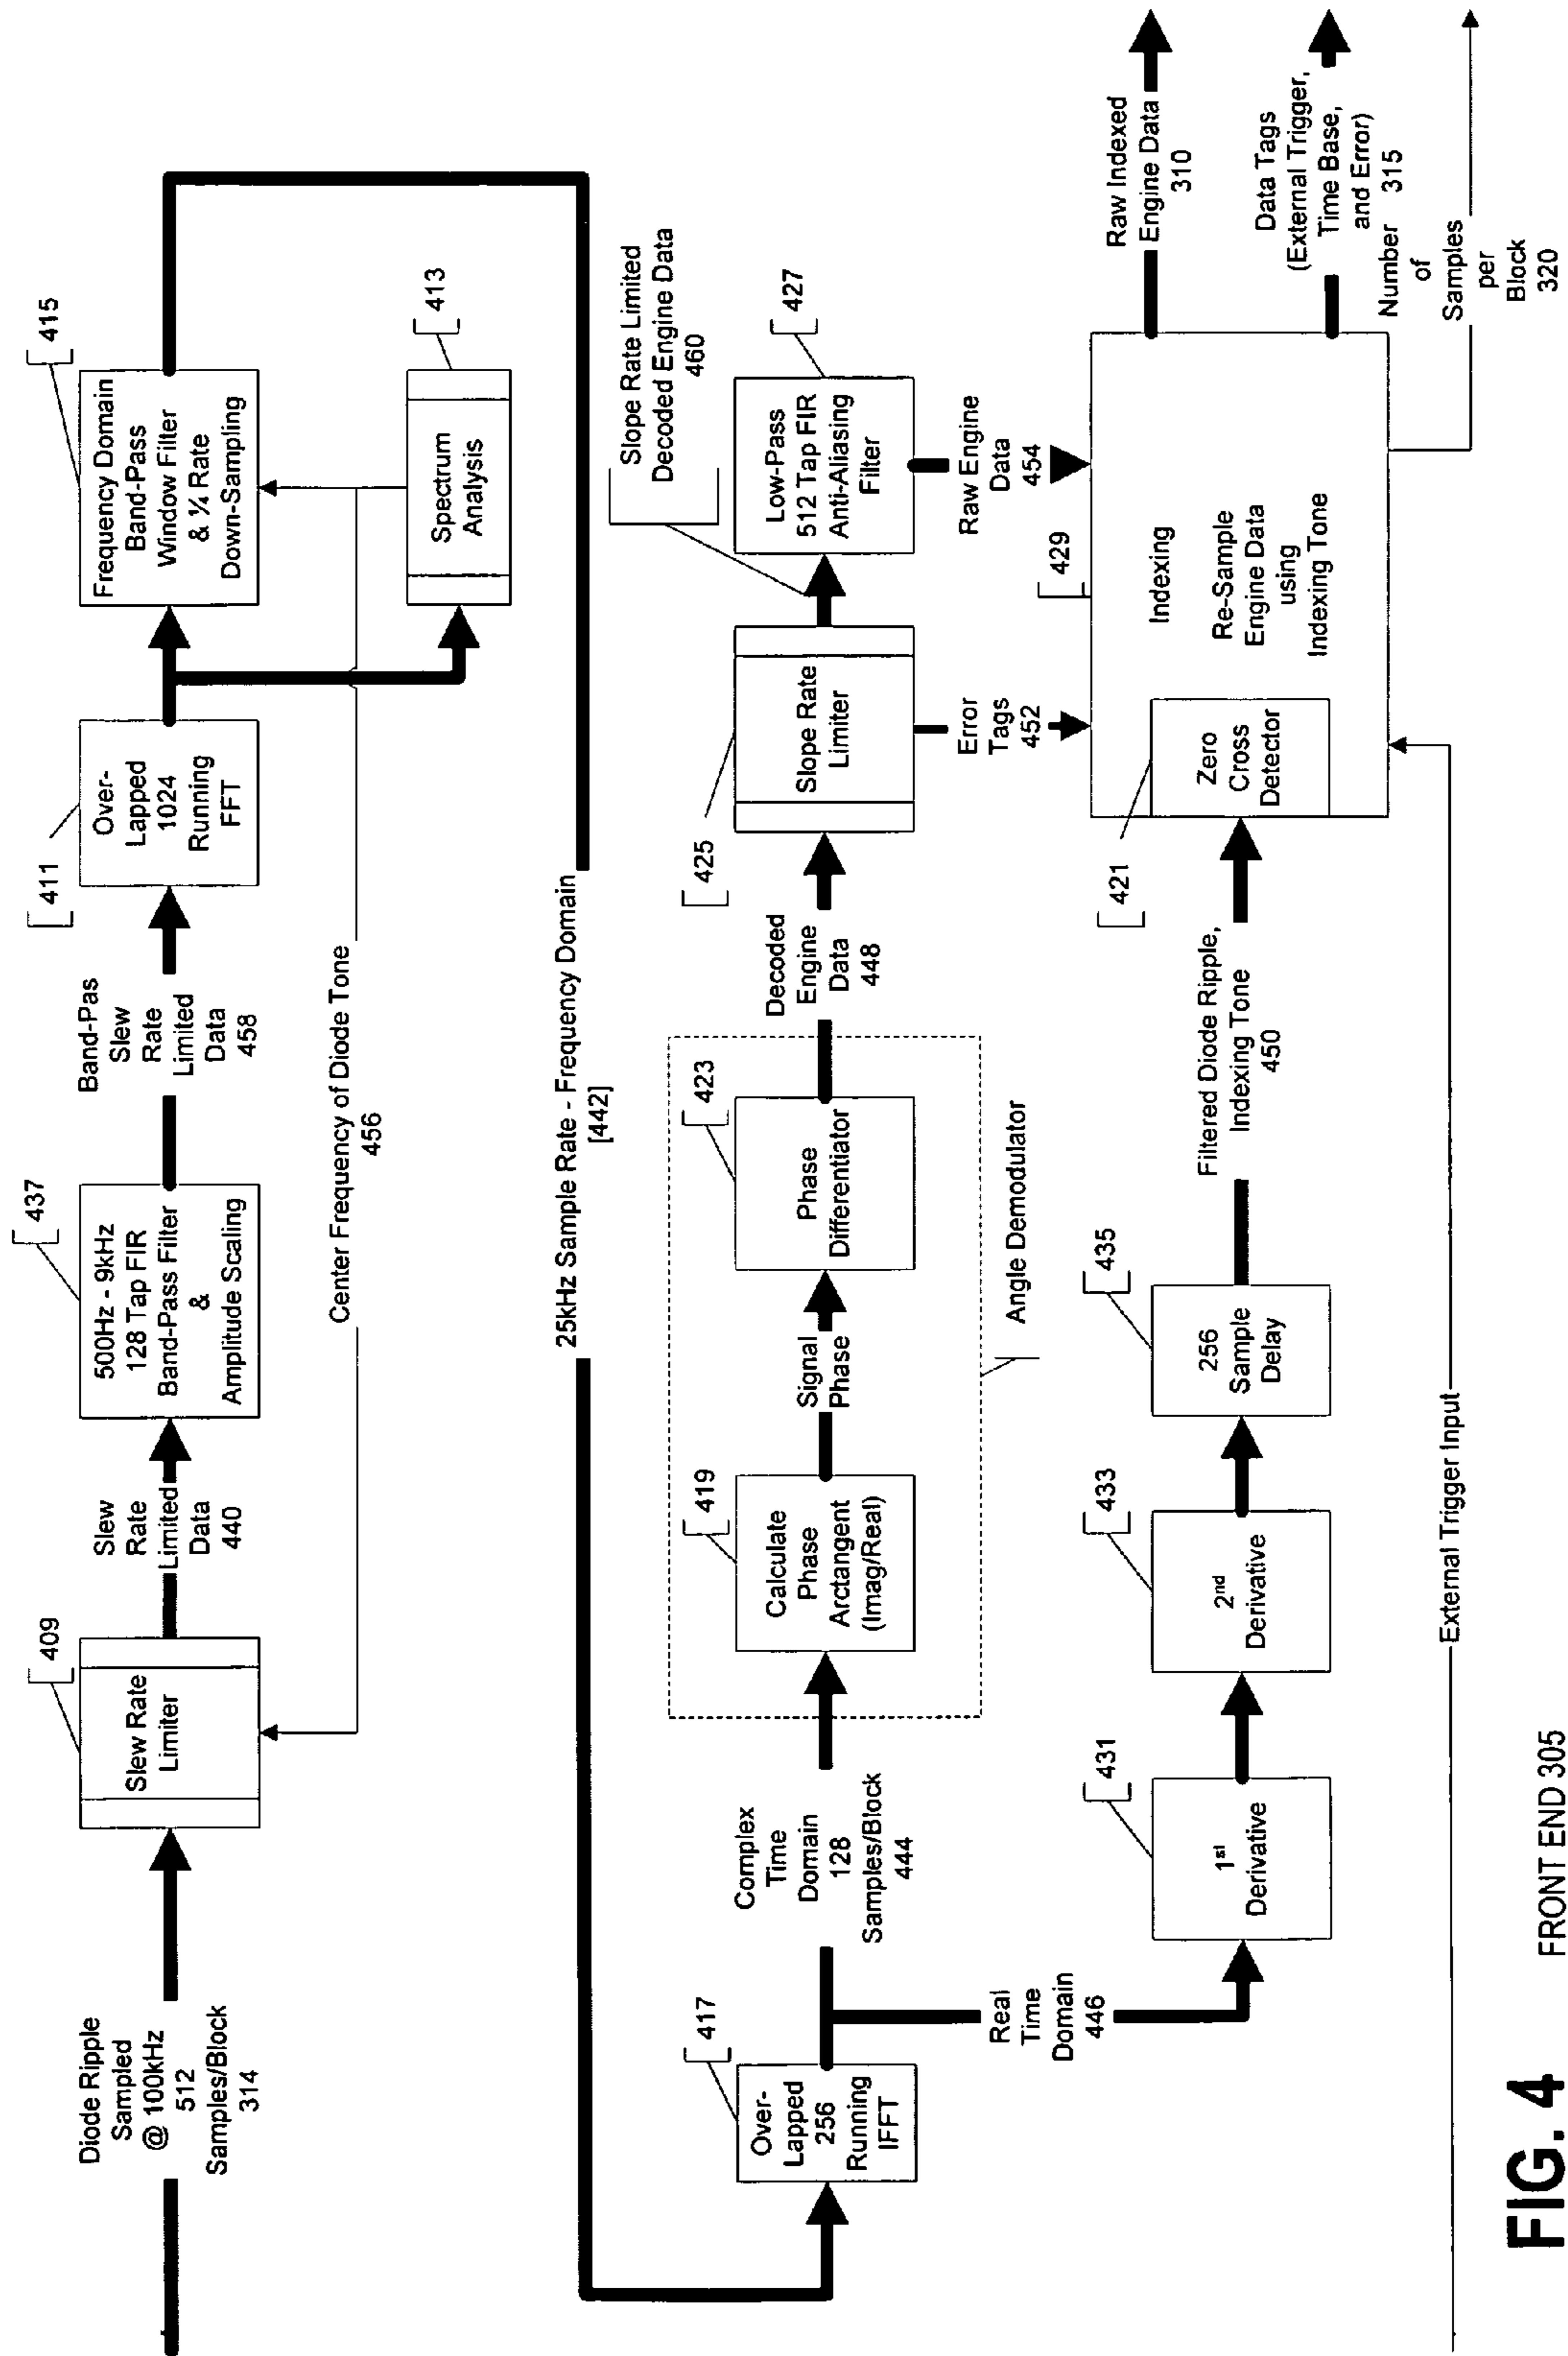 Diode Ripple
Sampled
@ 100kHz
512
Samples/Block
314
409
Slew Rate
Limiter
Slew
Rate
Limited
Data
440
437
500Hz - 9kHz
128 Tap FIR
Band-Pass Filter
&
Amplitude Scaling
Band-Pas
Slew
Rate
Limited
Data
458
411
Over-
Lapped
1024
Running
FFT
415
Frequency Domain
Band-Pass
Window Filter
& ¼ Rate
Down-Sampling
413
Spectrum
Analysis
Center Frequency of Diode Tone
456
25kHz Sample Rate - Frequency Domain
[442]
417
Over-
Lapped
256
Running
IFFT
Complex
Time
Domain
128
Samples/Block
444
Real
Time
Domain
446
419
Calculate
Phase
Arctangent
(Imag/Real)
Signal
Phase
423
Phase
Differentiator
Angle Demodulator
Decoded
Engine
Data
448
425
Slope Rate
Limiter
Slope Rate Limited
Decoded Engine Data
460
427
Low-Pass
512 Tap FIR
Anti-Aliasing
Filter
Error
Tags
452
Raw Engine
Data
454
431
1st
Derivative
433
2nd
Derivative
435
256
Sample
Delay
Filtered Diode Ripple,
Indexing Tone
450
421
Zero
Cross
Detector
429
Indexing
Re-Sample
Engine Data
using
Indexing Tone
Raw Indexed
Engine Data
310
Data Tags
(External Trigger,
Time Base,
and Error)
315
Number
of
Samples
per
Block
320
External Trigger Input
FIG. 4
FRONT END 305